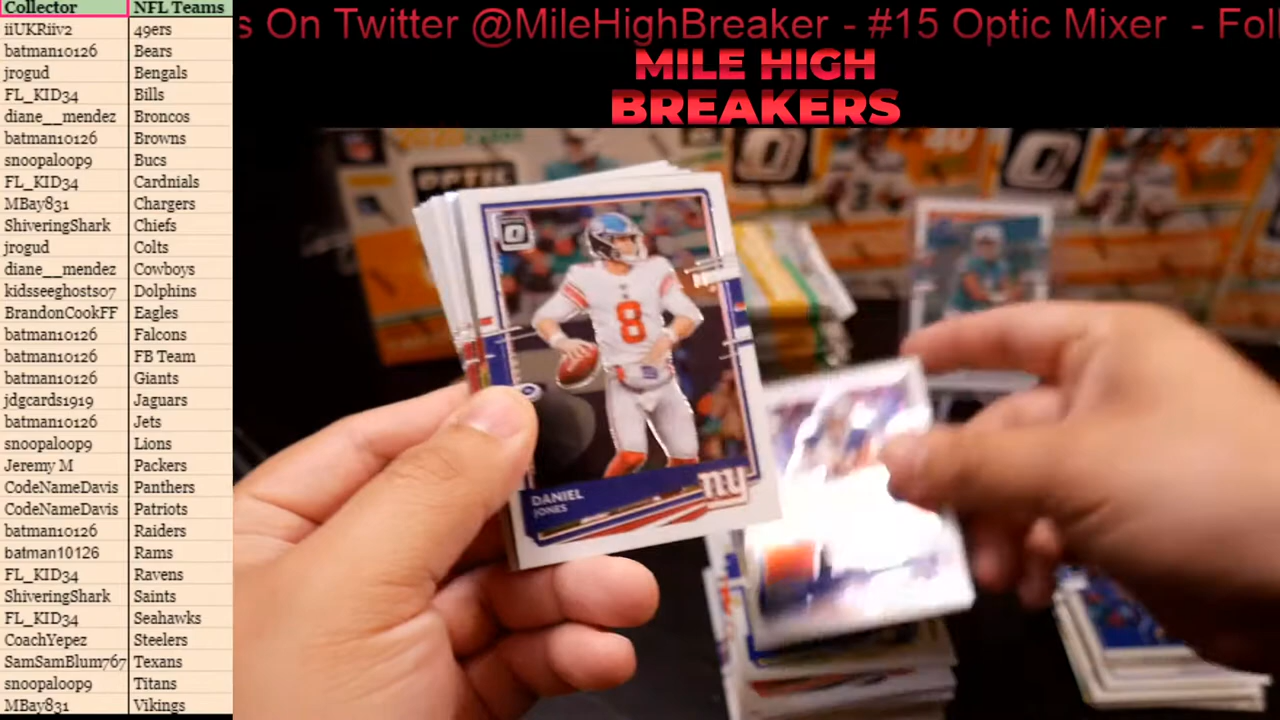 Collector NFL Teams
iiUKRiiv2 49ers
batman10126 Bears
jrogud Bengals
FL_KID34 Bills
diane__mendez Broncos
batman10126 Browns
snoopaloop9 Bucs
FL_KID34 Cardnials
MBay831 Chargers
ShiveringShark Chiefs
jrogud Colts
diane__mendez Cowboys
kidsseeghosts07 Dolphins
BrandonCookFF Eagles
batman10126 Falcons
batman10126 FB Team
batman10126 Giants
jdgcards1919 Jaguars
batman10126 Jets
snoopaloop9 Lions
Jeremy M Packers
CodeNameDavis Panthers
CodeNameDavis Patriots
batman10126 Raiders
batman10126 Rams
FL_KID34 Ravens
ShiveringShark Saints
FL_KID34 Seahawks
CoachYepez Steelers
SamSamBlum767 Texans
snoopaloop9 Titans
MBay831 Vikings
s On Twitter @MileHighBreaker - #15 Optic Mixer - Foll
MILE HIGH
BREAKERS
OPTIC
8
DANIEL
JONES
NY